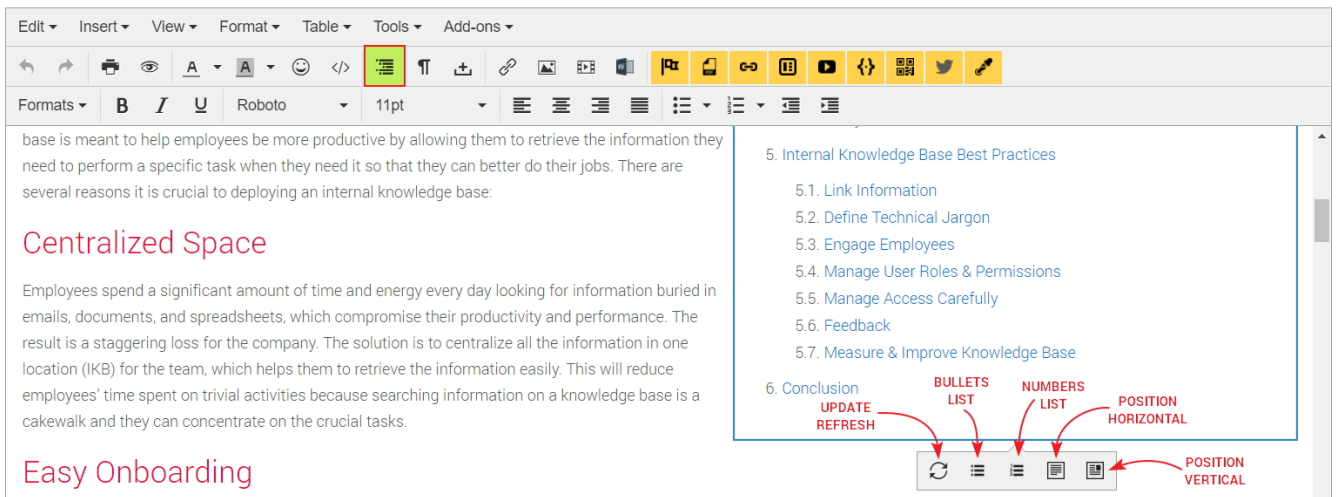 Edit Insert View Format Table Tools Add-ons
A A </>
Formats B I U Roboto 11pt
base is meant to help employees be more productive by allowing them to retrieve the information they
need to perform a specific task when they need it so that they can better do their jobs. There are
several reasons it is crucial to deploying an internal knowledge base:
Centralized Space
Employees spend a significant amount of time and energy every day looking for information buried in
emails, documents, and spreadsheets, which compromise their productivity and performance. The
result is a staggering loss for the company. The solution is to centralize all the information in one
location (IKB) for the team, which helps them to retrieve the information easily. This will reduce
employees' time spent on trivial activities because searching information on a knowledge base is a
cakewalk and they can concentrate on the crucial tasks.
Easy Onboarding
5. Internal Knowledge Base Best Practices
5.1. Link Information
5.2. Define Technical Jargon
5.3. Engage Employees
5.4. Manage User Roles & Permissions
5.5. Manage Access Carefully
5.6. Feedback
5.7. Measure & Improve Knowledge Base
6. Conclusion
UPDATE
REFRESH
BULLETS
LIST
NUMBERS
LIST
POSITION
HORIZONTAL
POSITION
VERTICAL